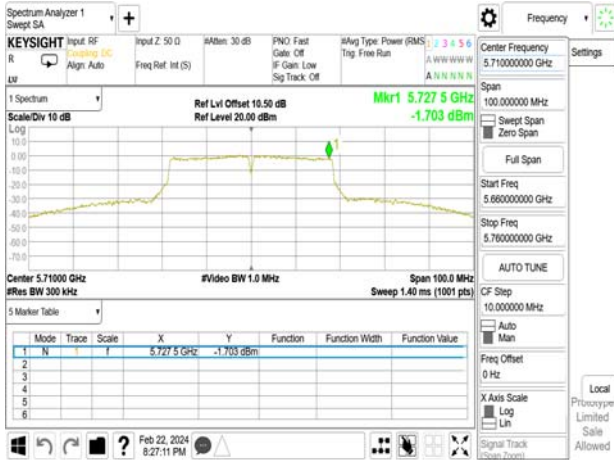 Spectrum Analyzer 1
Swept SA
+
Frequency
KEYSIGHT
Input: RF
Coupling: DC
Align: Auto
Input Z: 50 Ω
Freq Ref: Int (S)
#Atten: 30 dB
PNO: Fast
Gate: Off
IF Gain: Low
Sig Track: Off
#Avg Type: Power (RMS
Trig: Free Run
1 2 3 4 5 6
A W W W W W
A N N N N N
R
LXI
1 Spectrum
Scale/Div 10 dB
Ref Lvl Offset 10.50 dB
Ref Level 20.00 dBm
Mkr1 5.727 5 GHz
-1.703 dBm
Log
10.0
0.00
-10.0
-20.0
-30.0
-40.0
-50.0
-60.0
-70.0
1
Center 5.71000 GHz
#Video BW 1.0 MHz
Span 100.0 MHz
#Res BW 300 kHz
Sweep 1.40 ms (1001 pts)
5 Marker Table
Mode Trace Scale X Y Function Function Width Function Value
1 N 1 f 5.727 5 GHz -1.703 dBm
2
3
4
5
6
Feb 22, 2024
8:27:11 PM
Center Frequency
5.710000000 GHz
Settings
Span
100.000000 MHz
Swept Span
Zero Span
Full Span
Start Freq
5.660000000 GHz
Stop Freq
5.760000000 GHz
AUTO TUNE
CF Step
10.000000 MHz
Auto
Man
Freq Offset
0 Hz
X Axis Scale
Log
Lin
Signal Track
(Span Zoom)
Local
Prototype
Limited
Sale
Allowed